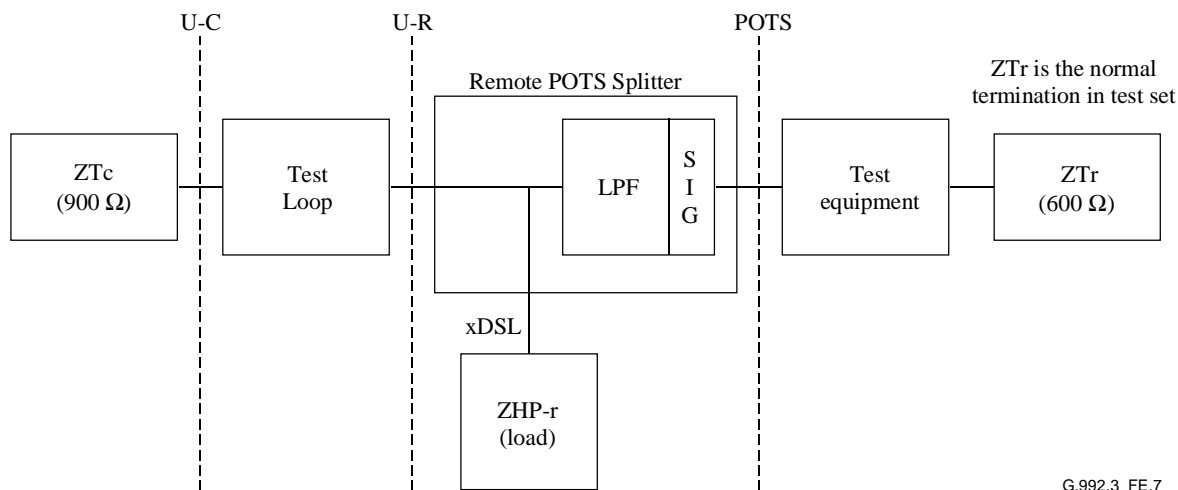 U-C
U-R
POTS
Remote POTS Splitter
ZTr is the normal
termination in test set
ZTc
(900 Ω)
Test
Loop
LPF
S
I
G
Test
equipment
ZTr
(600 Ω)
xDSL
ZHP-r
(load)
G.992.3_FE.7